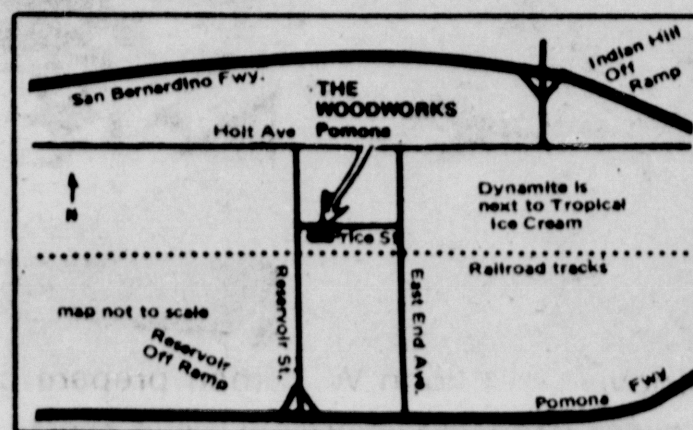 San Bernardino Fwy.
Indian Hill
Off
Ramp
THE
WOODWORKS
Pomona
Holt Ave
N
Dynamite is
next to Tropical
Ice Cream
St
Railroad tracks
Reservoir St.
East End Ave.
map not to scale
Reservoir
Off Ramp
Pomona Fwy
prepare